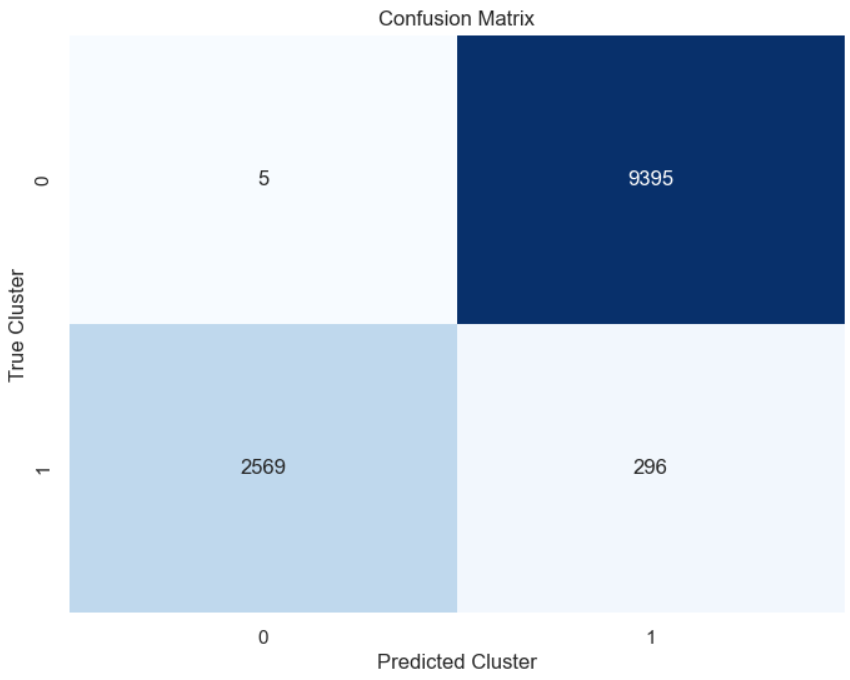 Confusion Matrix
True Cluster
0
5
9395
1
2569
296
0
1
Predicted Cluster